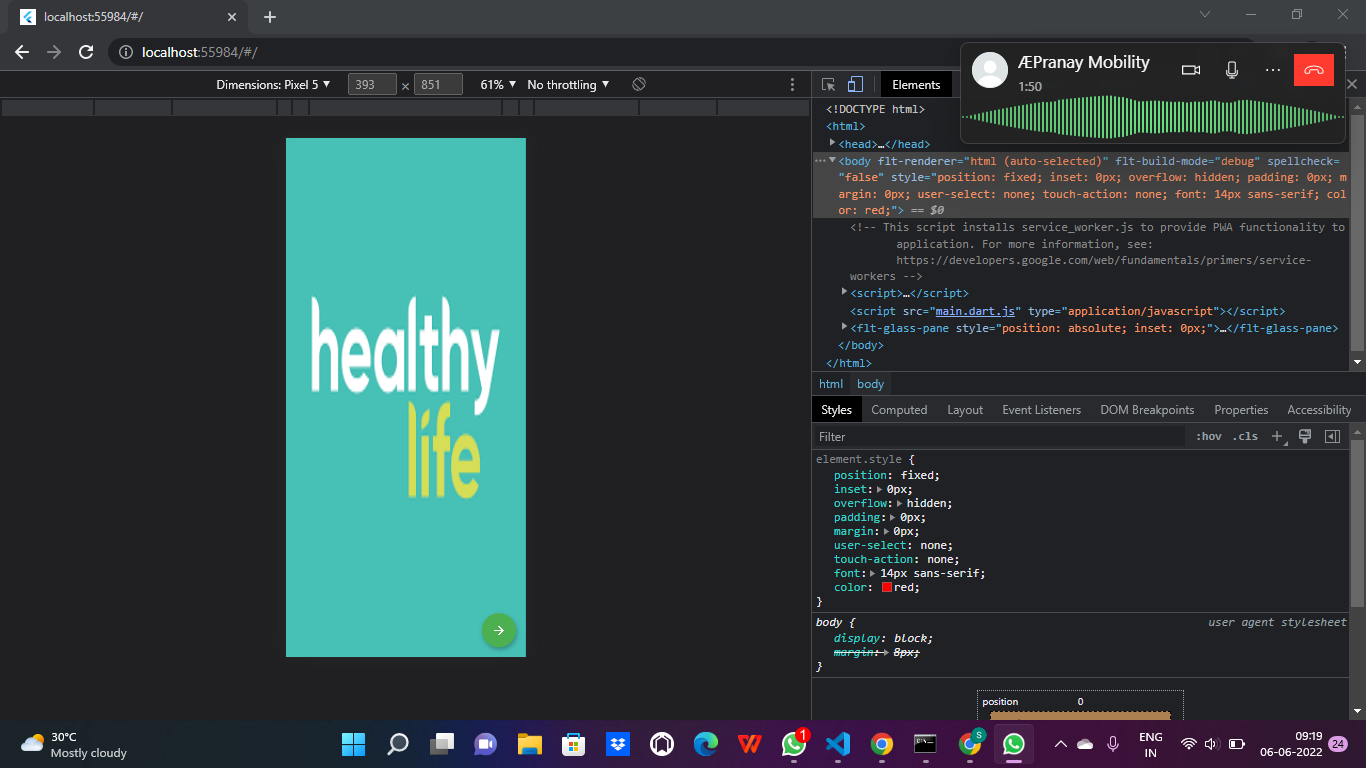 localhost:55984/#/
localhost:55984/#/
ÆPranay Mobility
1:50
Dimensions: Pixel 5
393
×
851
61%
No throttling
Elements
<!DOCTYPE html>
<html>
<head>…</head>
<body flt-renderer="html (auto-selected)" flt-build-mode="debug" spellcheck=
"false" style="position: fixed; inset: 0px; overflow: hidden; padding: 0px; m
argin: 0px; user-select: none; touch-action: none; font: 14px sans-serif; col
or: red;"> == $0
<!-- This script installs service_worker.js to provide PWA functionality to
application. For more information, see:
https://developers.google.com/web/fundamentals/primers/service-
workers -->
<script>…</script>
<script src="main.dart.js" type="application/javascript"></script>
<flt-glass-pane style="position: absolute; inset: 0px;">…</flt-glass-pane>
</body>
</html>
html body
Styles Computed Layout Event Listeners DOM Breakpoints Properties Accessibility
Filter
:hov .cls
element.style {
position: fixed;
inset: 0px;
overflow: hidden;
padding: 0px;
margin: 0px;
user-select: none;
touch-action: none;
font: 14px sans-serif;
color: red;
}
body {
user agent stylesheet
display: block;
margin: 8px;
}
position
0
healthy
life
30°C
Mostly cloudy
1
S
ENG
IN
09:19
06-06-2022
24